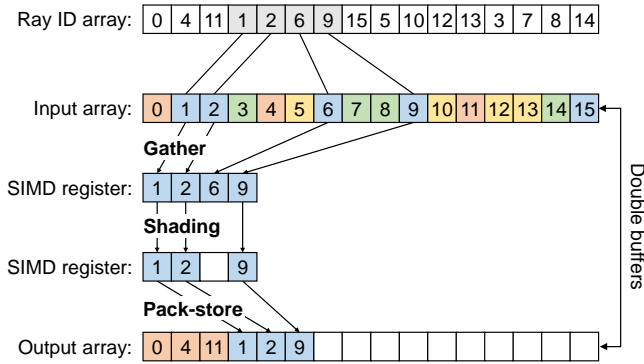 Ray ID array: 0 4 11 1 2 6 9 15 5 10 12 13 3 7 8 14
Input array: 0 1 2 3 4 5 6 7 8 9 10 11 12 13 14 15
Gather
SIMD register: 1 2 6 9
Shading
SIMD register: 1 2 9
Pack-store
Output array: 0 4 11 1 2 9
Double buffers